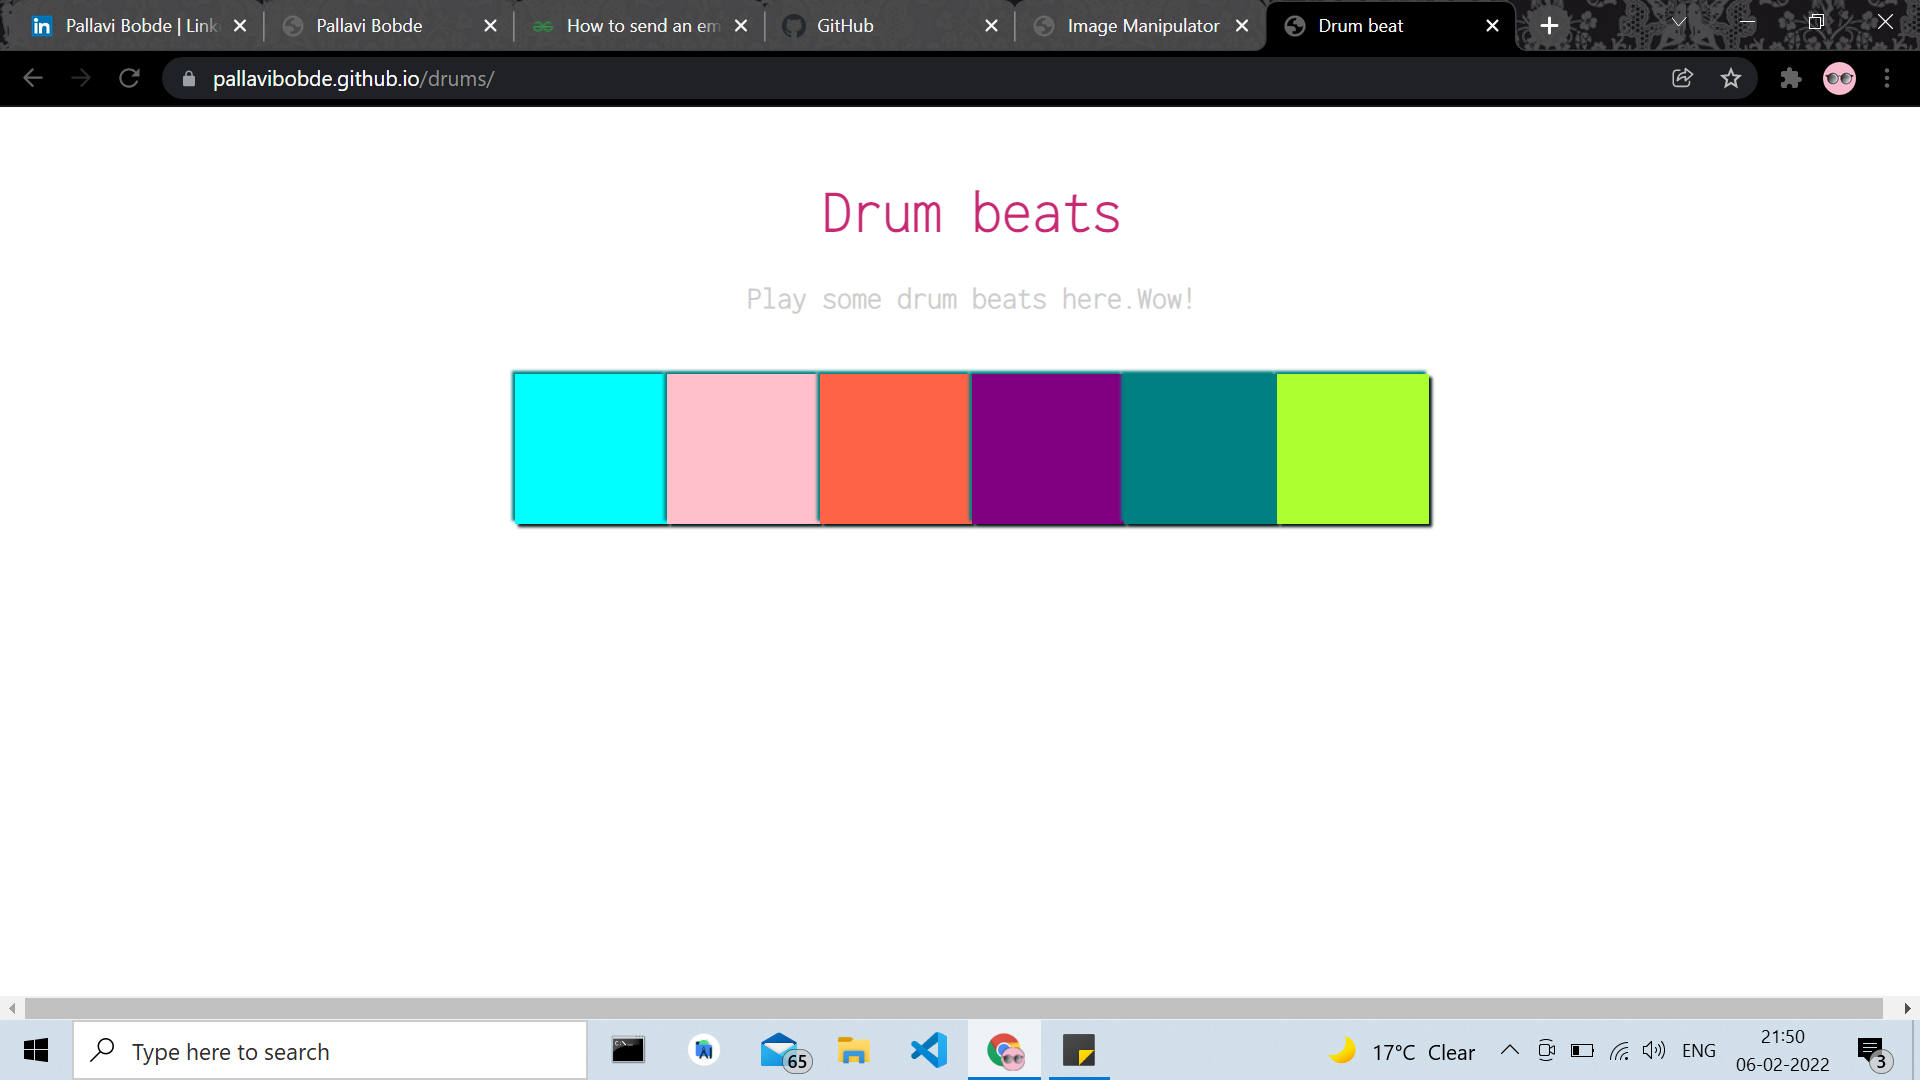 Pallavi Bobde | Link
Pallavi Bobde
How to send an em
GitHub
Image Manipulator
Drum beat
pallavibobde.github.io/drums/
Drum beats
Play some drum beats here.Wow!
Type here to search
65
17°C Clear
ENG
21:50
06-02-2022
3